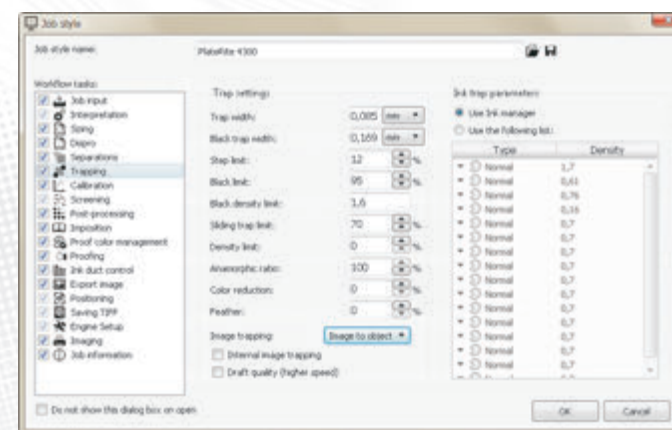 Job style
Job style name: PlateRite 4300
Workflow tasks:
Job input
Interpretation
Sping
Dispro
Separations
Trapping
Calibration
Screening
Post-processing
Imposition
Proof color management
Proofing
Ink duct control
Export image
Positioning
Saving TIFF
Engine Setup
Imaging
Job information
Trap settings
Trap width: 0,085 mm
Black trap width: 0,169 mm
Step limit: 12 %
Black limit: 95 %
Black density limit: 1,6
Sliding trap limit: 70 %
Density limit: 0 %
Anamorphic ratio: 100 %
Color reduction: 0 %
Feather: 0 %
Image trapping: Image to object
Internal image trapping
Draft quality (higher speed)
Ink trap parameters:
Use Ink manager
Use the following list:
Type Density
Normal 1,7
Normal 0,61
Normal 0,76
Normal 0,16
Normal 0,7
Normal 0,7
Normal 0,7
Normal 0,7
Normal 0,7
Normal 0,7
Normal 0,7
Normal 0,7
Normal 0,7
Normal 0,7
Do not show this dialog box on open
OK Cancel